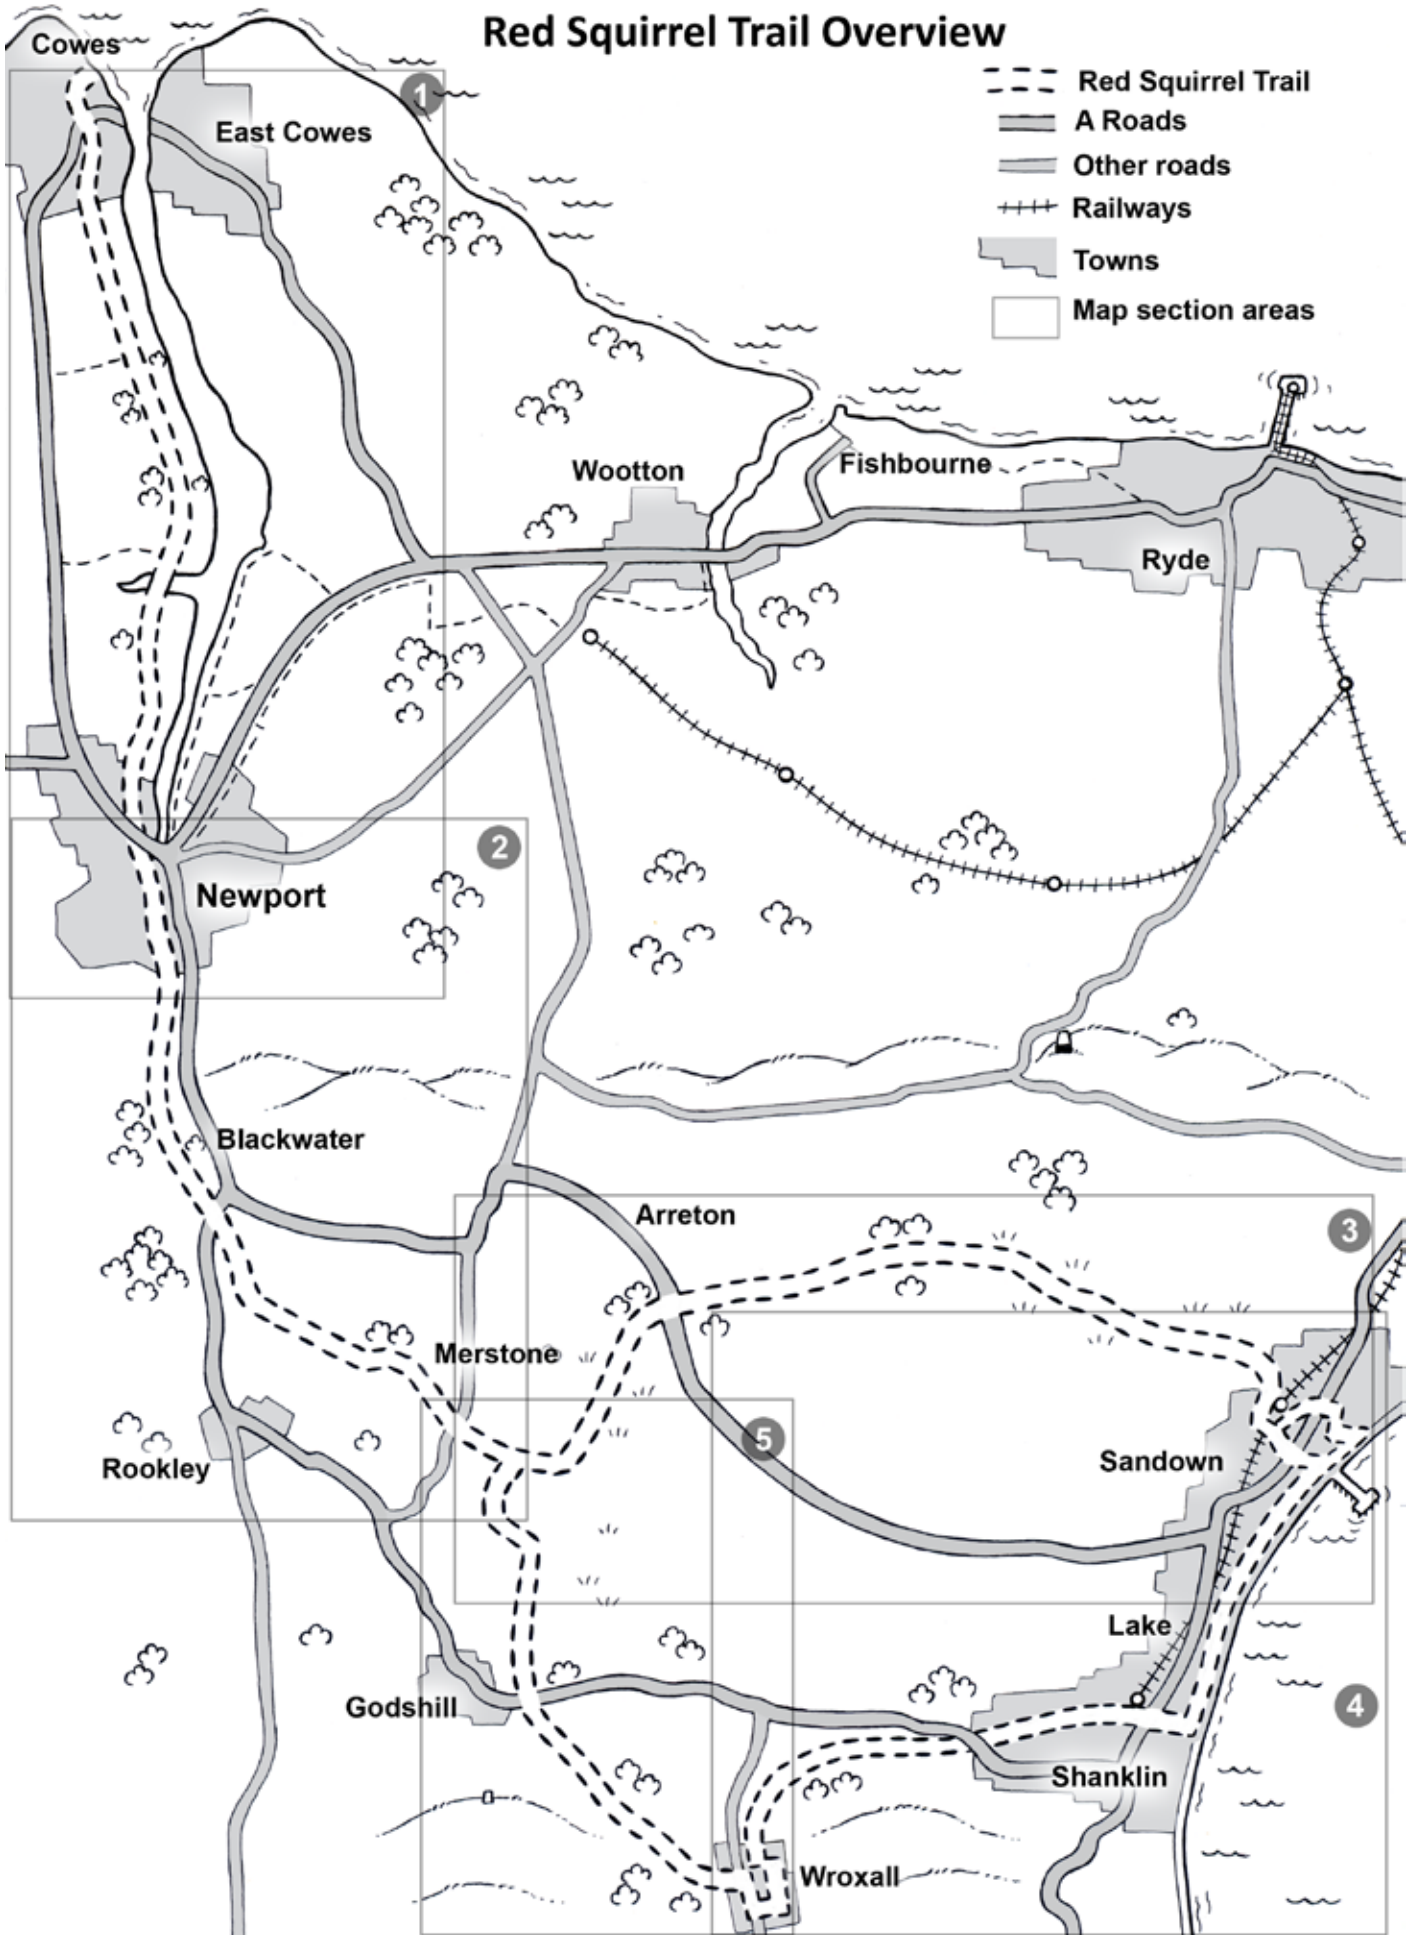 Red Squirrel Trail Overview
Cowes
Red Squirrel Trail
1
A Roads
East Cowes
Other roads
Railways
Towns
Map section areas
Wootton
Fishbourne
Ryde
2
Newport
Blackwater
Arreton
3
Merstone
5
Sandown
Rookley
Lake
Godshill
4
Shanklin
Wroxall